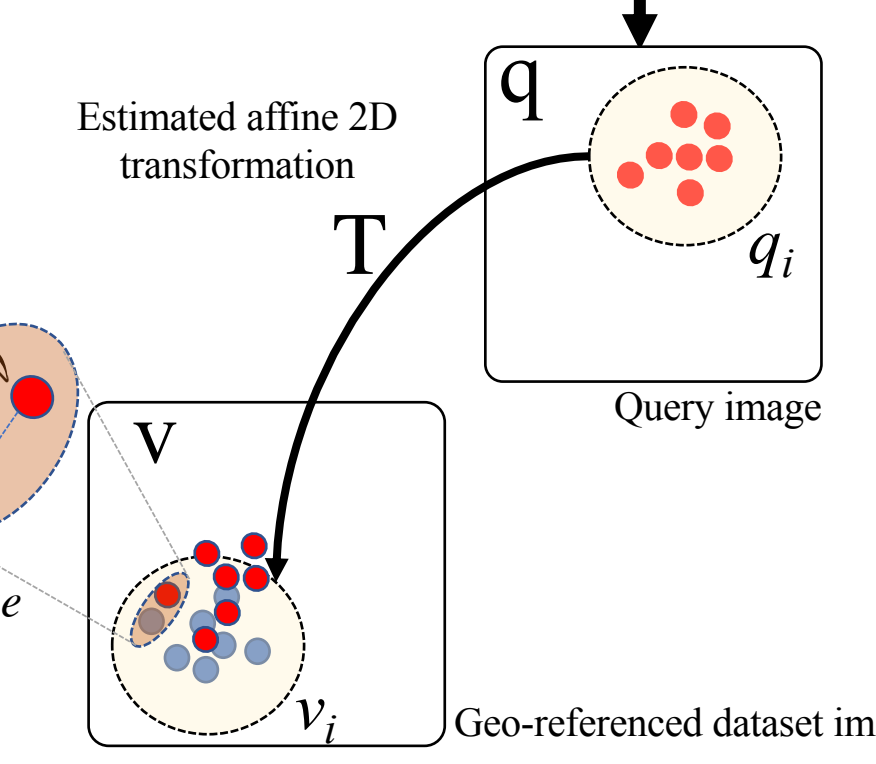 q
Estimated affine 2D
transformation
T
q_i
Query image
v
e
v_i
Geo-referenced dataset im